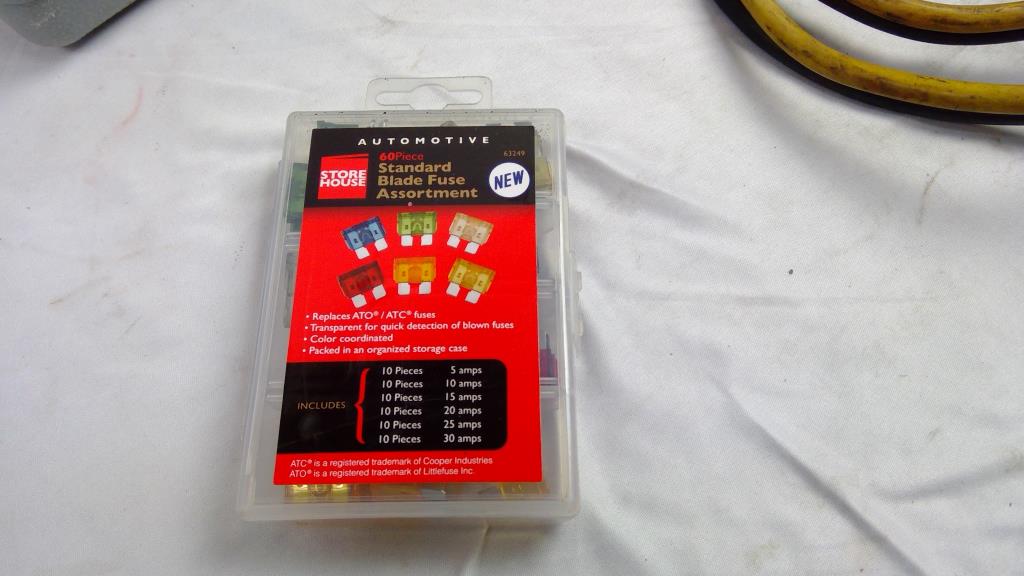 AUTOMOTIVE
STORE
HOUSE
60Piece
Standard
Blade Fuse
Assortment
63249
NEW
• Replaces ATO® / ATC® fuses
• Transparent for quick detection of blown fuses
• Color coordinated
• Packed in an organized storage case
INCLUDES
10 Pieces 5 amps
10 Pieces 10 amps
10 Pieces 15 amps
10 Pieces 20 amps
10 Pieces 25 amps
10 Pieces 30 amps
ATC® is a registered trademark of Cooper Industries
ATO® is a registered trademark of Littlefuse Inc.